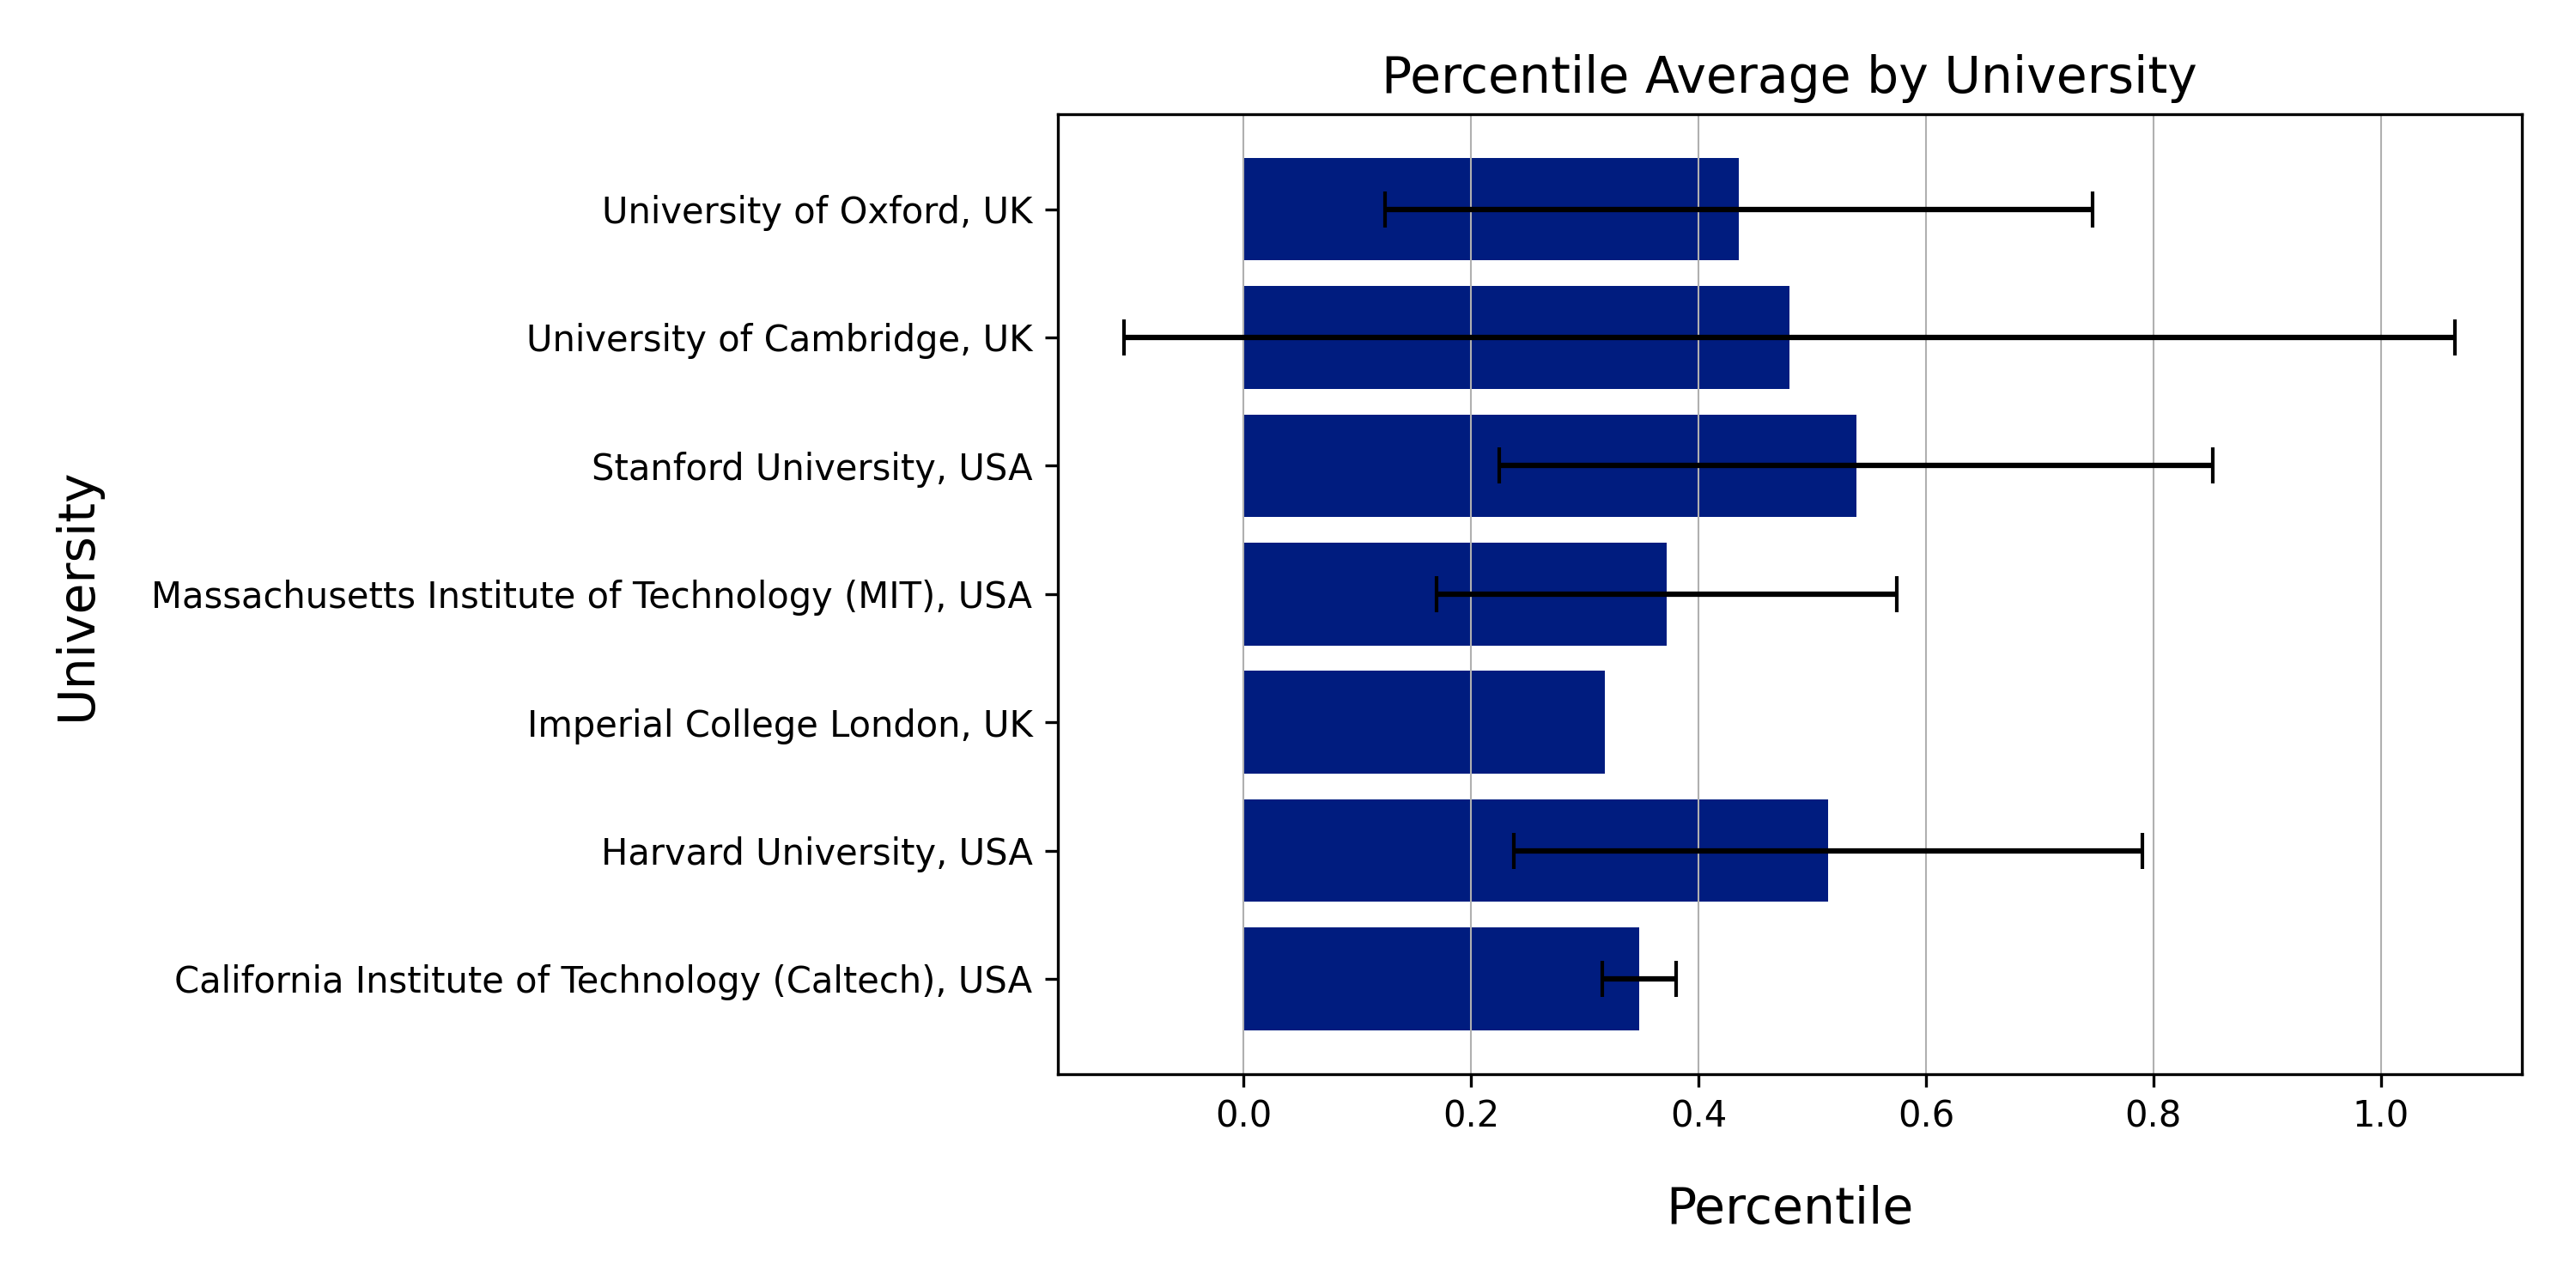 Percentile Average by University
University
University of Oxford, UK
University of Cambridge, UK
Stanford University, USA
Massachusetts Institute of Technology (MIT), USA
Imperial College London, UK
Harvard University, USA
California Institute of Technology (Caltech), USA
0.0 0.2 0.4 0.6 0.8 1.0
Percentile